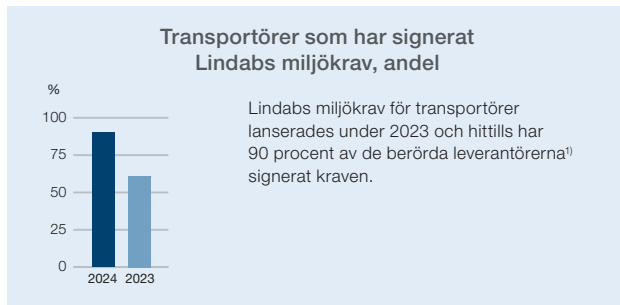 Transportörer som har signerat
Lindabs miljökrav, andel
%
100
75
50
25
0
2024 2023
Lindabs miljökrav för transportörer
lanserades under 2023 och hittills har
90 procent av de berörda leverantörerna¹⁾
signerat kraven.